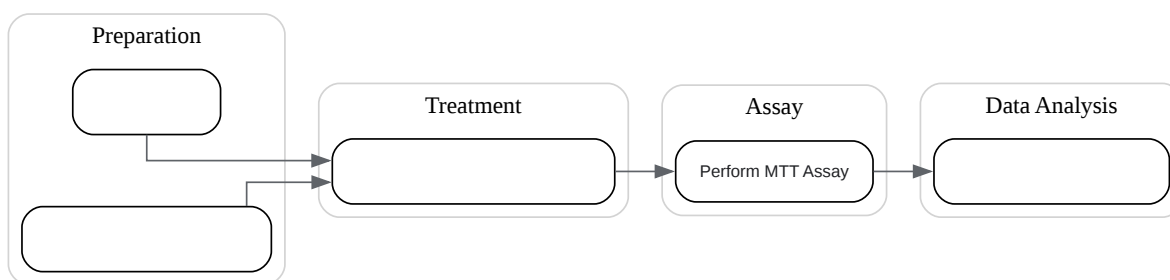 Preparation
Treatment
Assay
Perform MTT Assay
Data Analysis